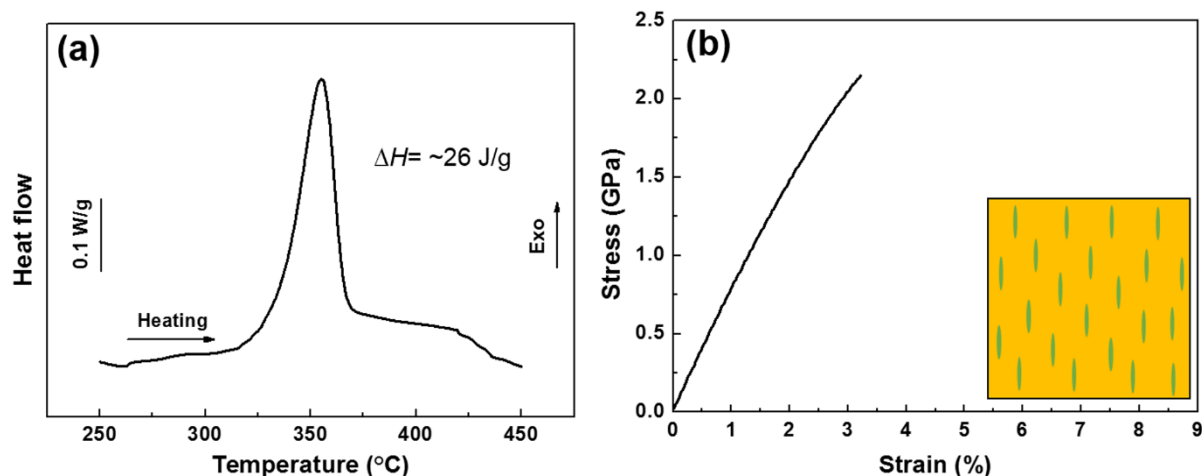 (a)
ΔH= ~26 J/g
Heat flow
0.1 W/g
Exo
Heating
250 300 350 400 450
Temperature (°C)
(b)
2.5
2.0
1.5
1.0
0.5
0.0
Stress (GPa)
0 1 2 3 4 5 6 7 8 9
Strain (%)